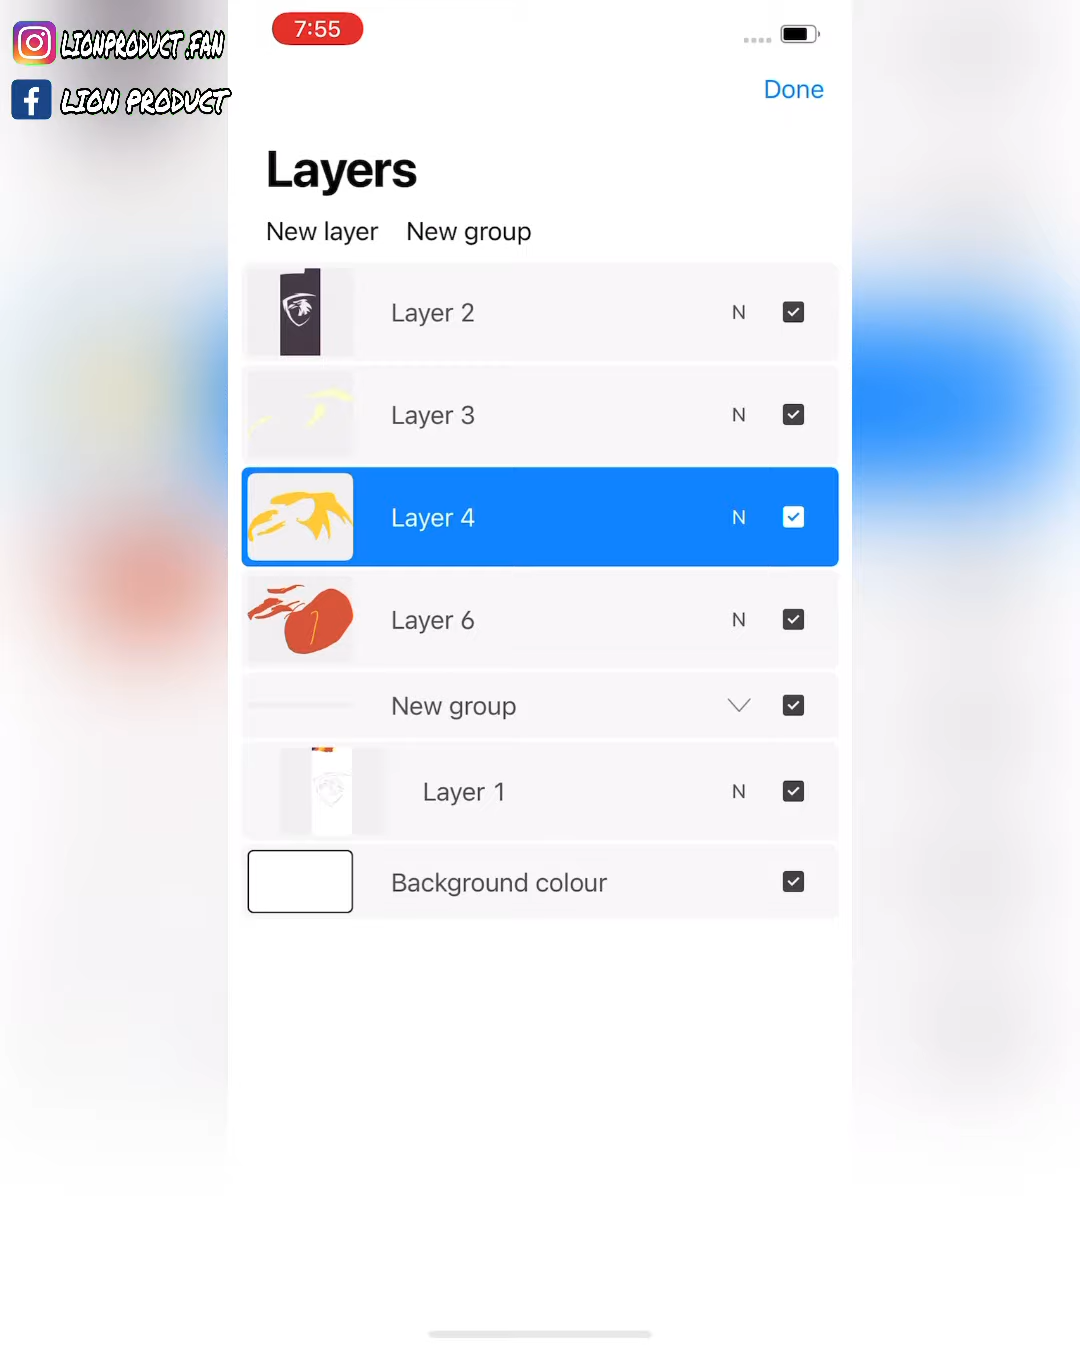 LIONPRODUCT.FAN
LION PRODUCT
7:55
Done
Layers
New layer New group
Layer 2 N
Layer 3 N
Layer 4 N
Layer 6 N
New group
Layer 1 N
Background colour